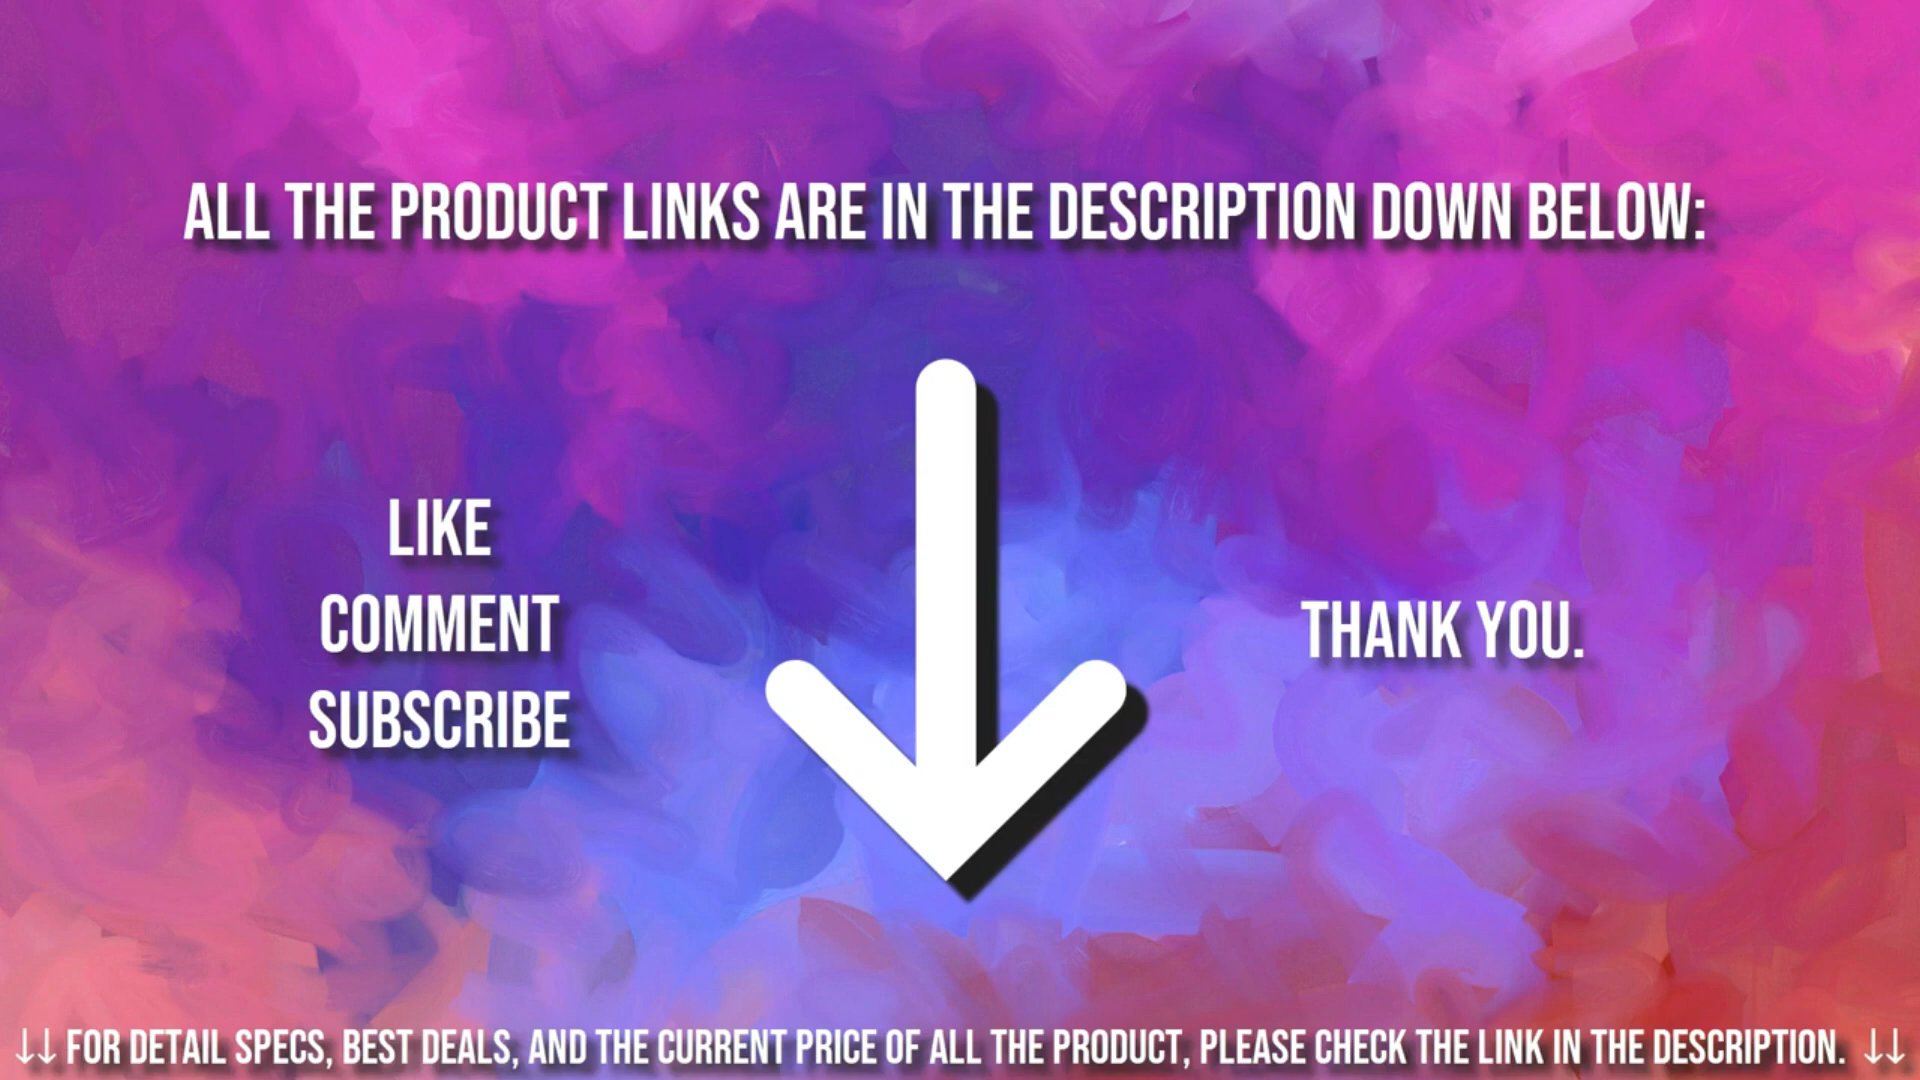 ALL THE PRODUCT LINKS ARE IN THE DESCRIPTION DOWN BELOW:
LIKE
COMMENT
SUBSCRIBE
THANK YOU.
↓↓ FOR DETAIL SPECS, BEST DEALS, AND THE CURRENT PRICE OF ALL THE PRODUCT, PLEASE CHECK THE LINK IN THE DESCRIPTION. ↓↓